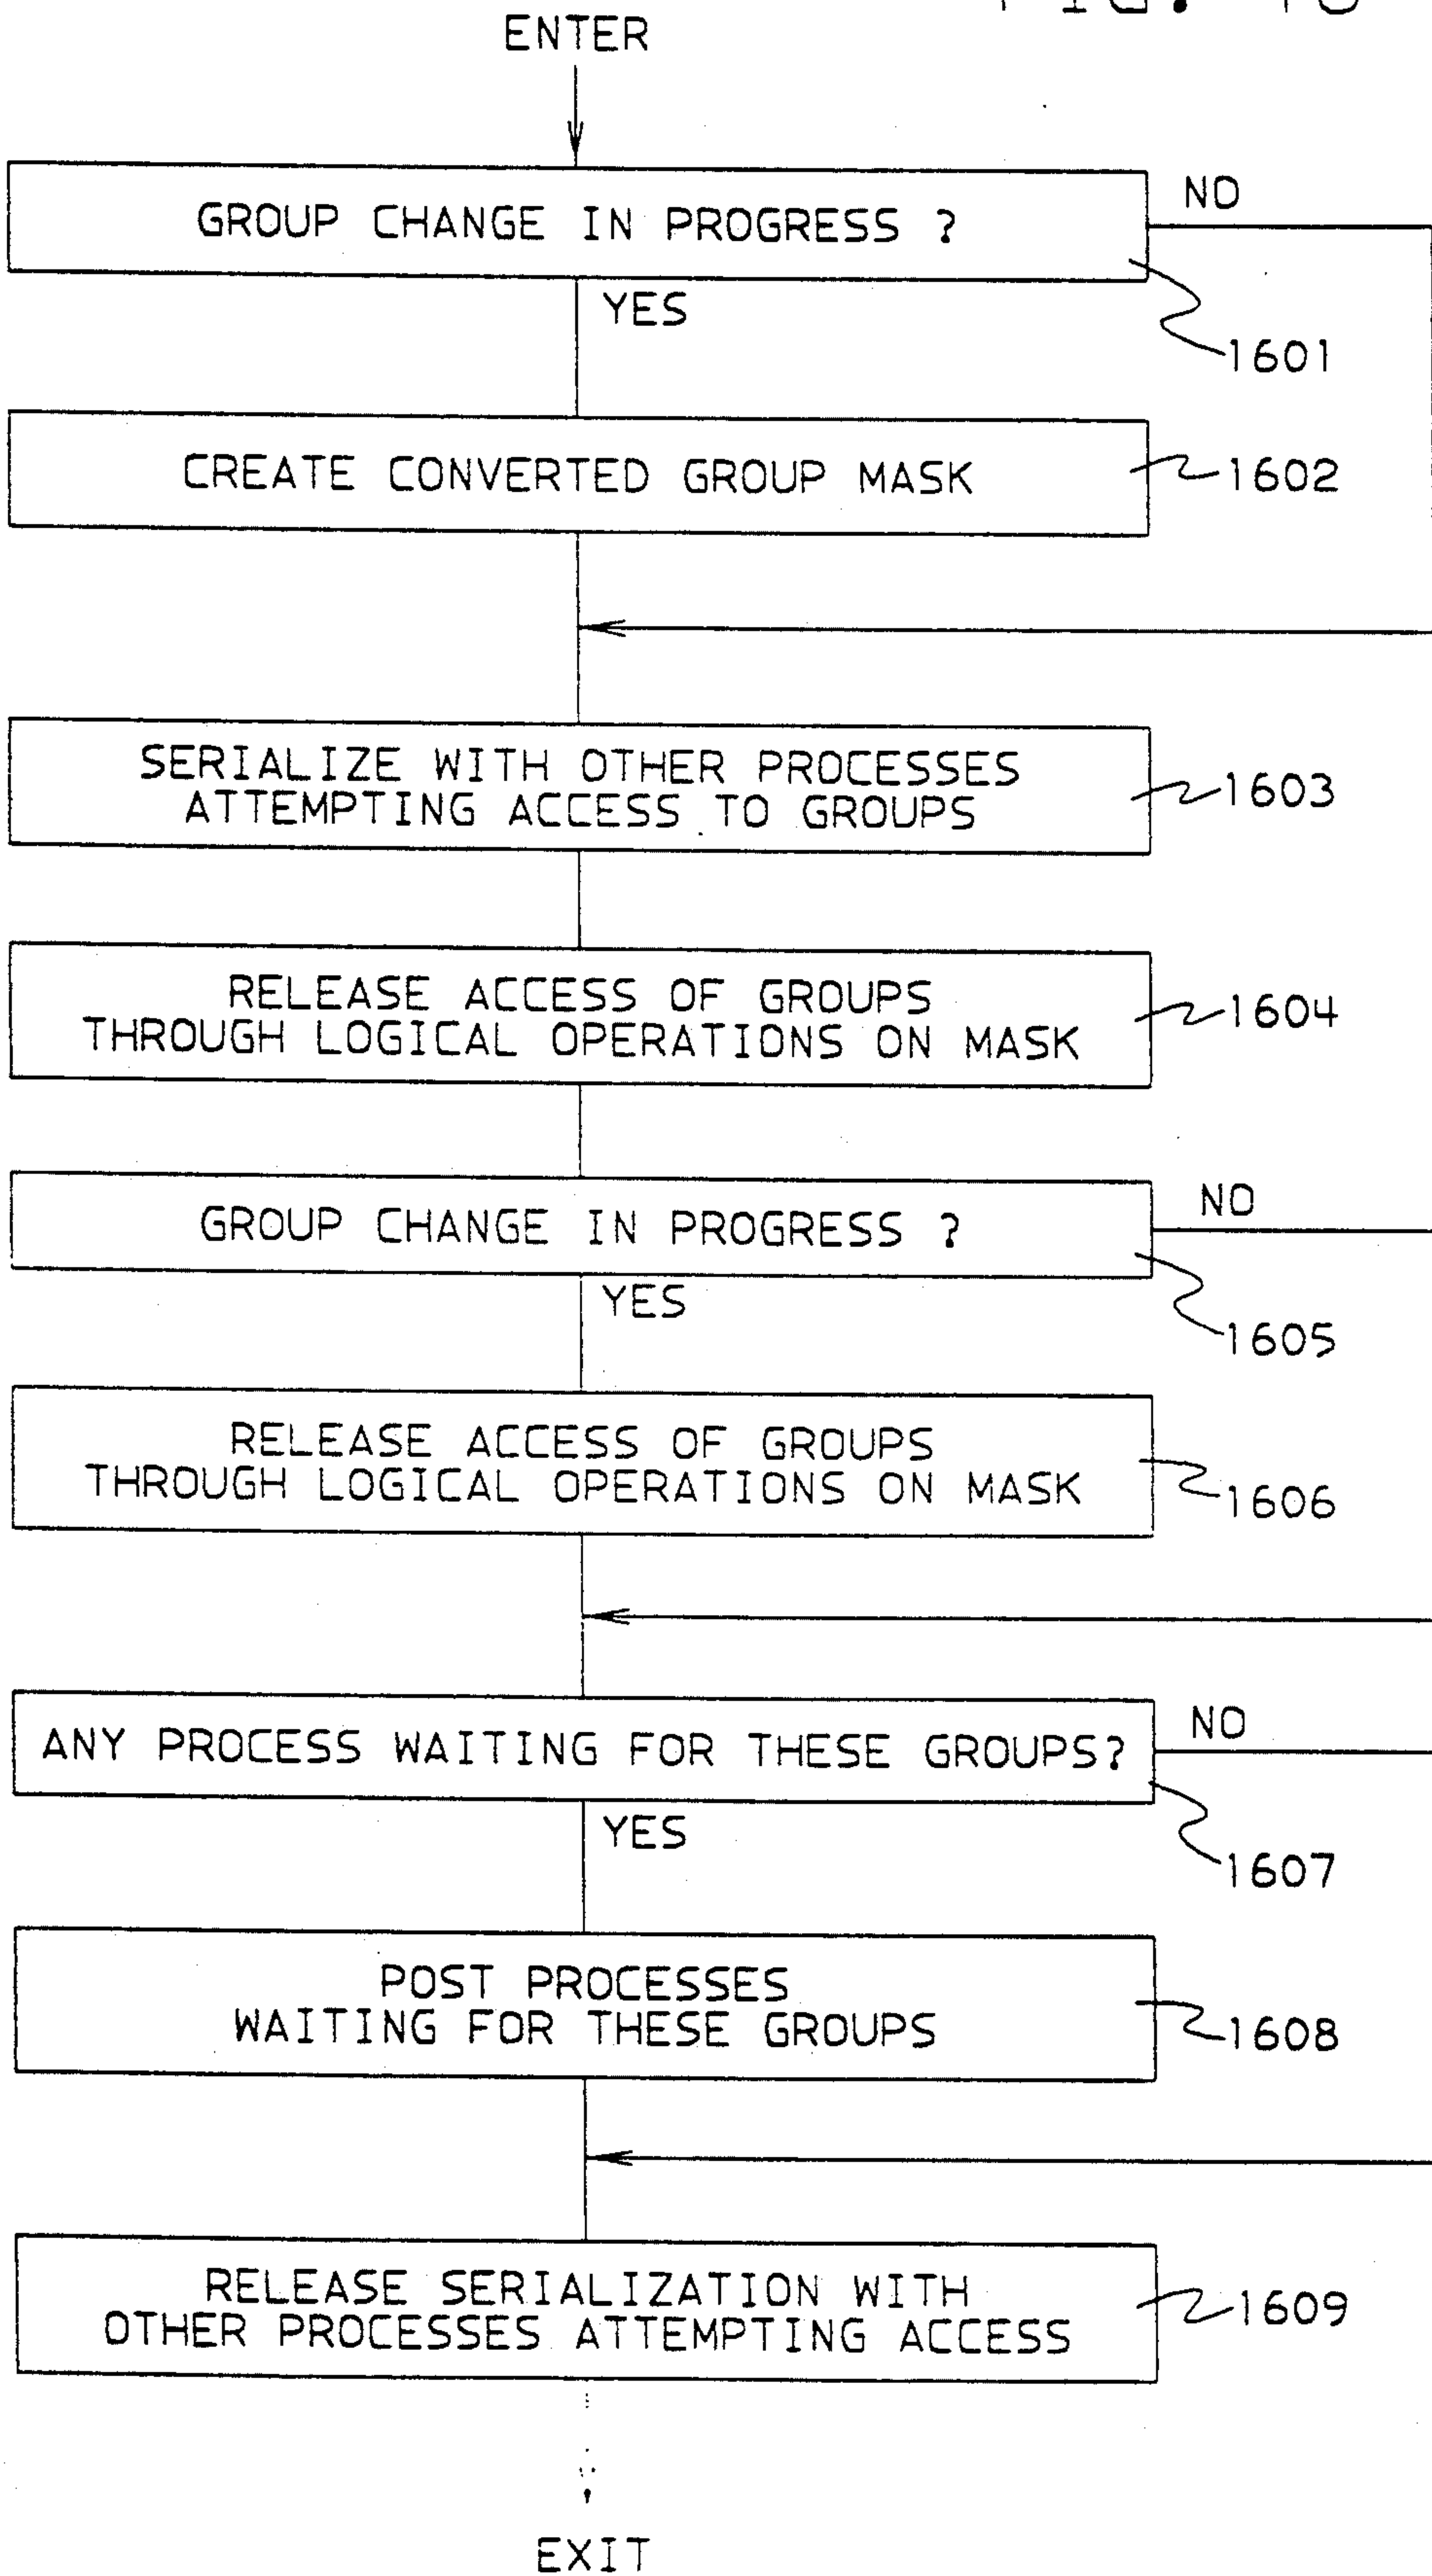 ENTER
GROUP CHANGE IN PROGRESS ?
NO
YES
1601
CREATE CONVERTED GROUP MASK
1602
SERIALIZE WITH OTHER PROCESSES
ATTEMPTING ACCESS TO GROUPS
1603
RELEASE ACCESS OF GROUPS
THROUGH LOGICAL OPERATIONS ON MASK
1604
GROUP CHANGE IN PROGRESS ?
NO
YES
1605
RELEASE ACCESS OF GROUPS
THROUGH LOGICAL OPERATIONS ON MASK
1606
ANY PROCESS WAITING FOR THESE GROUPS?
NO
YES
1607
POST PROCESSES
WAITING FOR THESE GROUPS
1608
RELEASE SERIALIZATION WITH
OTHER PROCESSES ATTEMPTING ACCESS
1609
EXIT